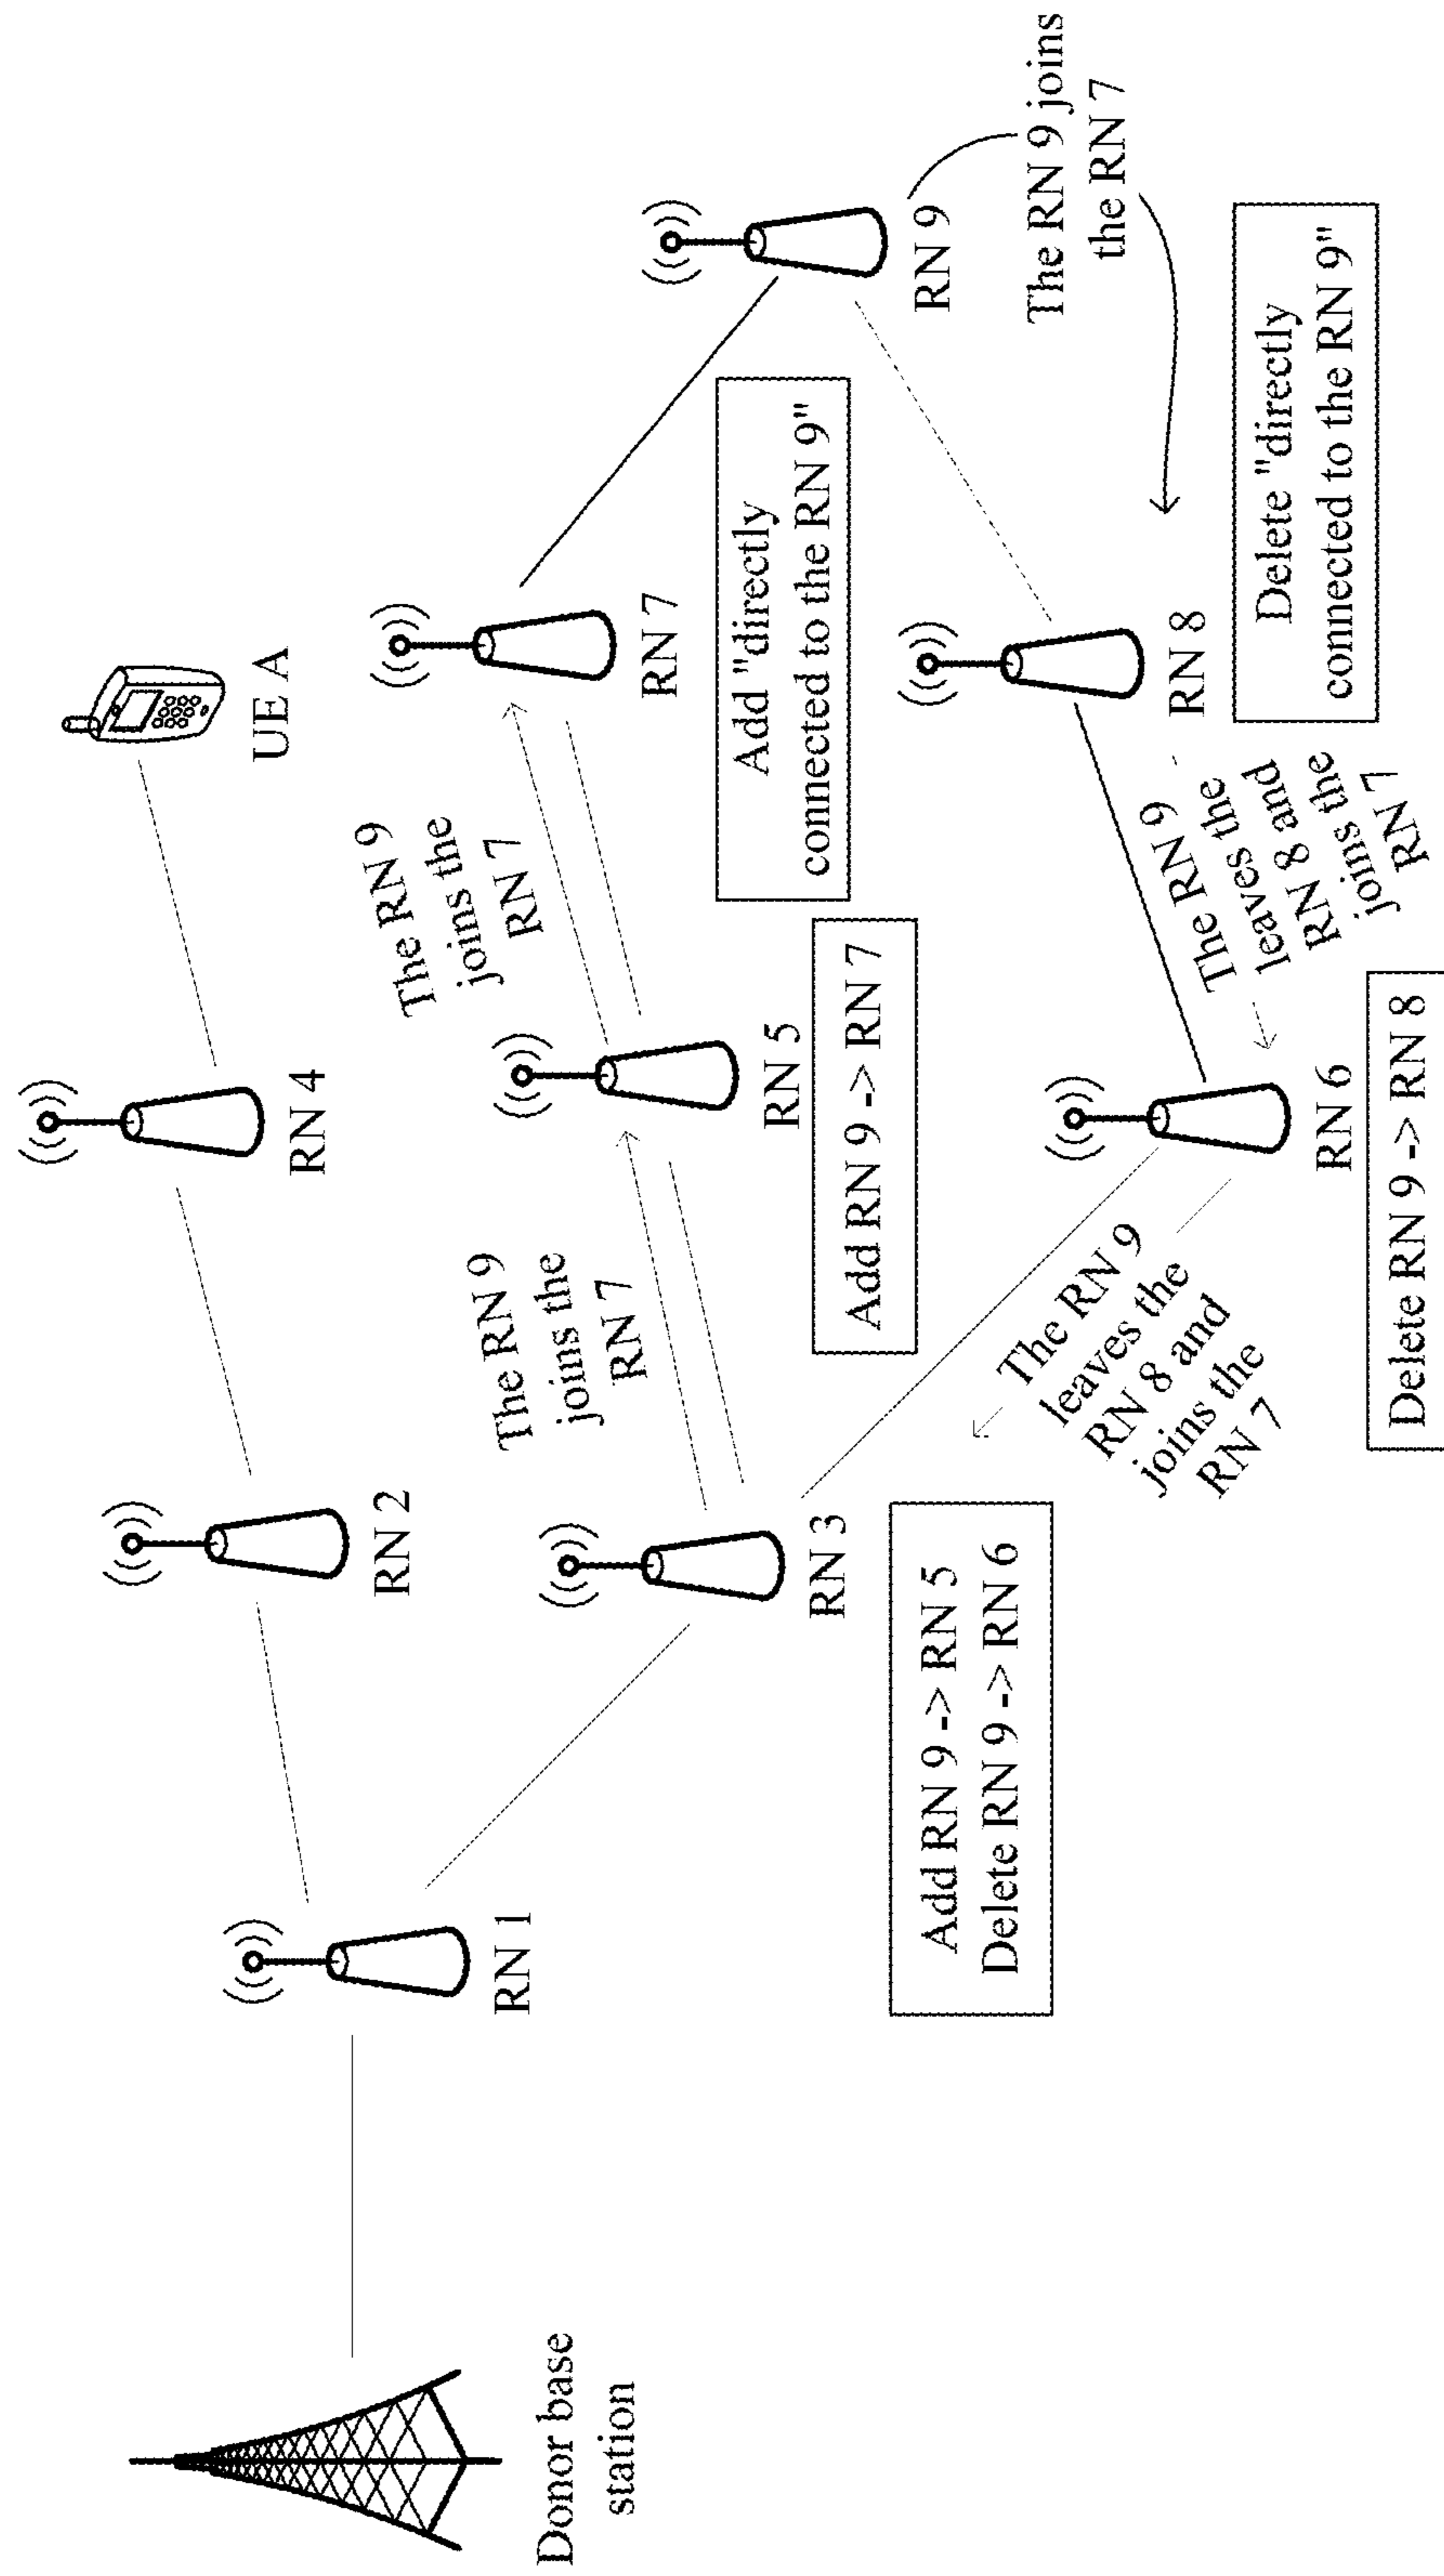 UE A
RN 4
RN 2
RN 1
Donor base
station
The RN 9
joins the
RN 7
RN 7
The RN 9
joins the
RN 7
RN 5
RN 3
Add "directly
connected to the RN 9"
Add RN 9 -> RN 7
Add RN 9 -> RN 5
Delete RN 9 -> RN 6
RN 9
The RN 9 joins
the RN 7
RN 8
Delete "directly
connected to the RN 9"
The RN 9
leaves the
RN 8 and
joins the
RN 7
RN 6
Delete RN 9 -> RN 8
The RN 9
leaves the
RN 8 and
joins the
RN 7